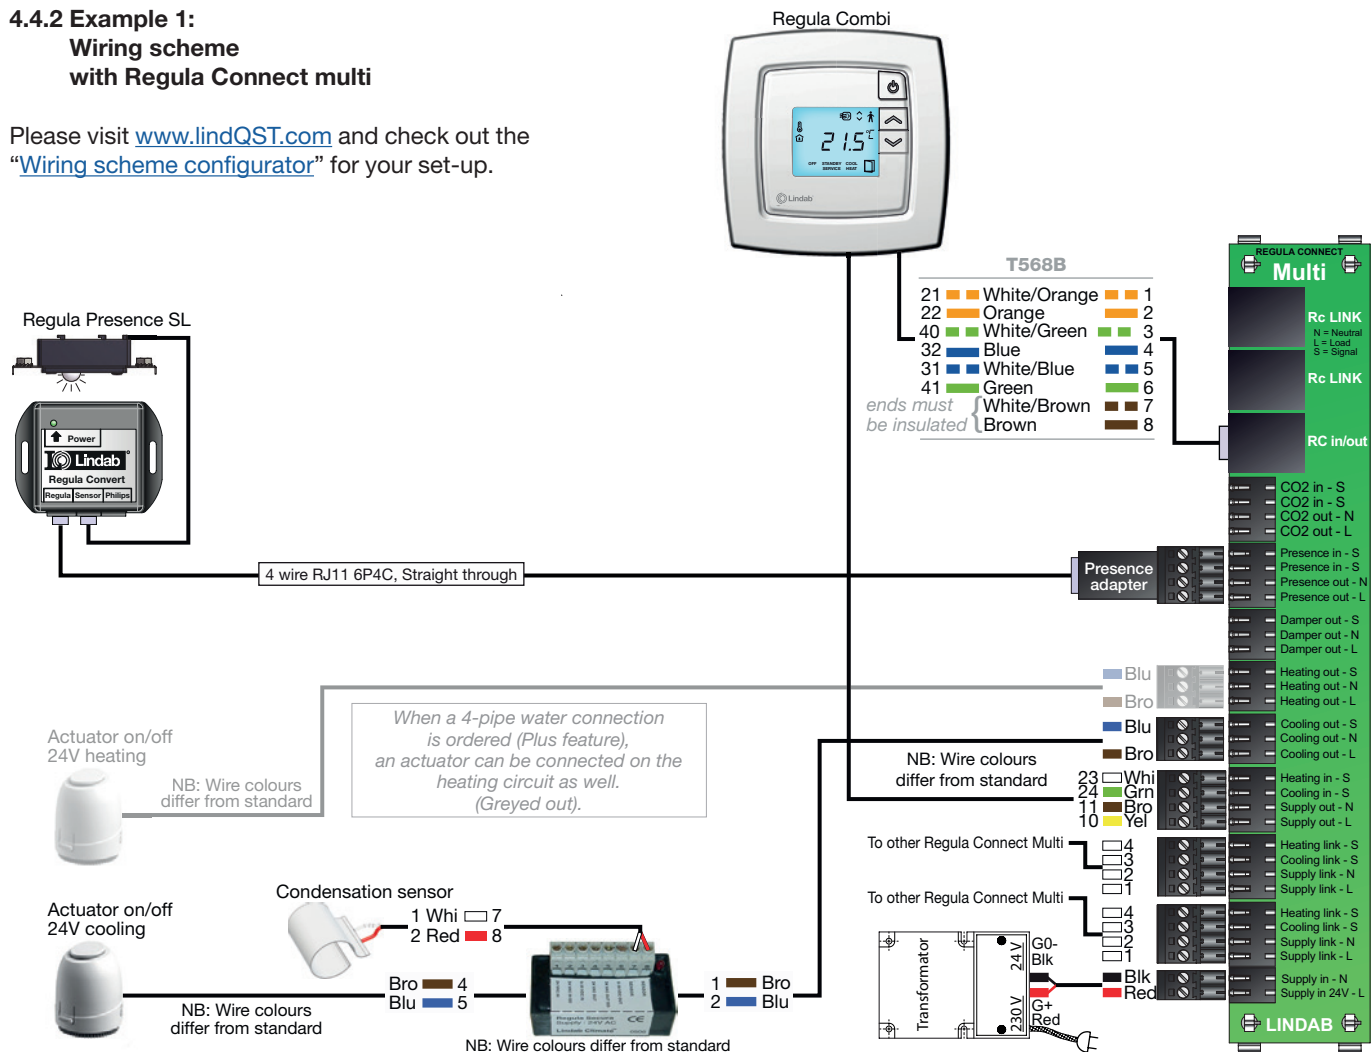 4.4.2 Example 1:
Wiring scheme
with Regula Connect multi
Please visit www.lindQST.com and check out the
“Wiring scheme configurator” for your set-up.
Regula Combi
21.5°C
OFF STANDBY COOL
SERVICE HEAT
Lindab
T568B
21 White/Orange 1
22 Orange 2
40 White/Green 3
32 Blue 4
31 White/Blue 5
41 Green 6
ends must White/Brown 7
be insulated Brown 8
REGULA CONNECT
Multi
Rc LINK
N = Neutral
L = Load
S = Signal
Rc LINK
RC in/out
CO2 in - S
CO2 in - S
CO2 out - N
CO2 out - L
Presence in - S
Presence in - S
Presence out - N
Presence out - L
Damper out - S
Damper out - N
Damper out - L
Heating out - S
Heating out - N
Heating out - L
Cooling out - S
Cooling out - N
Cooling out - L
Heating in - S
Cooling in - S
Supply out - N
Supply out - L
Heating link - S
Cooling link - S
Supply link - N
Supply link - L
Heating link - S
Cooling link - S
Supply link - N
Supply link - L
Supply in - N
Supply in 24V - L
LINDAB
Regula Presence SL
Power
Lindab
Regula Convert
Regula Sensor Philips
4 wire RJ11 6P4C, Straight through
Presence
adapter
Blu
Bro
Blu
Bro
NB: Wire colours
differ from standard
23 Whi
24 Grn
11 Bro
10 Yel
When a 4-pipe water connection
is ordered (Plus feature),
an actuator can be connected on the
heating circuit as well.
(Greyed out).
Actuator on/off
24V heating
NB: Wire colours
differ from standard
To other Regula Connect Multi
4
3
2
1
To other Regula Connect Multi
4
3
2
1
Condensation sensor
1 Whi 7
2 Red 8
Actuator on/off
24V cooling
NB: Wire colours
differ from standard
Bro 4
Blu 5
Regula Secura
Supply : 24V AC
Lindab Climate
CE
1 Bro
2 Blu
NB: Wire colours differ from standard
Transformator
24V
230V
G0-
Blk
G+
Red
Blk
Red